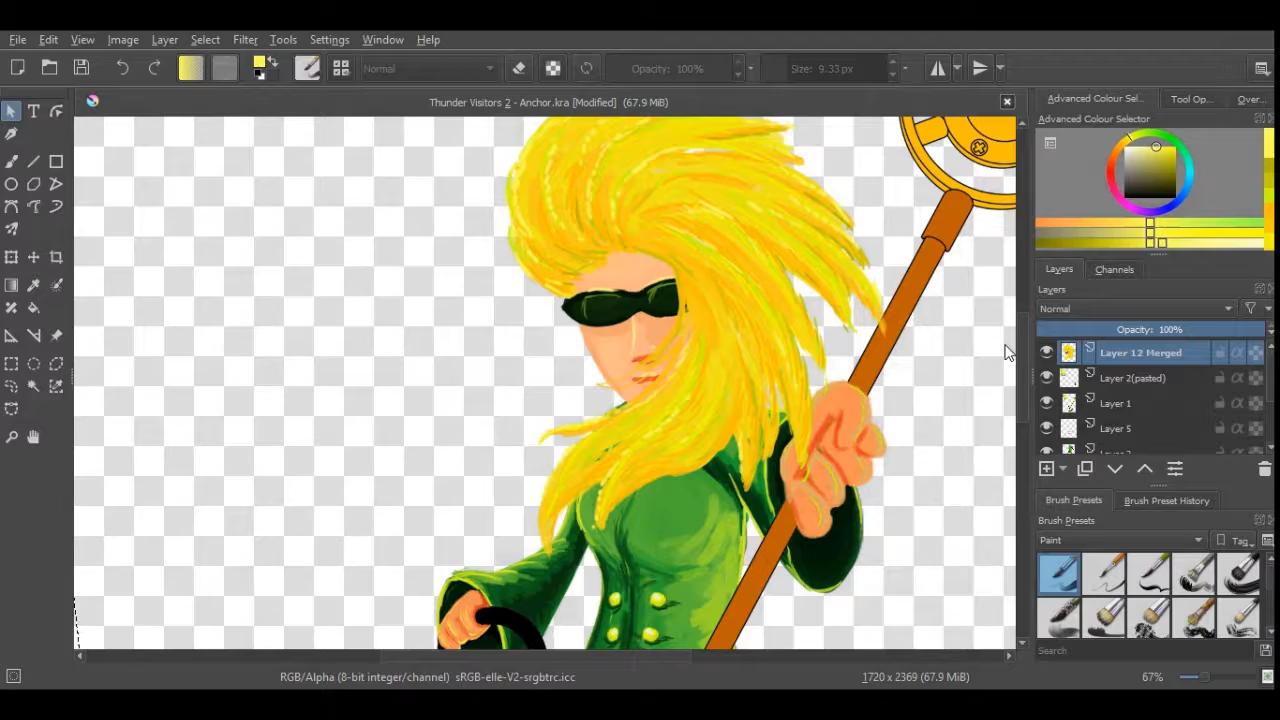 File Edit View Image Layer Select Filter Tools Settings Window Help
Normal Opacity: 100% Size: 9.33 px
Thunder Visitors 2 - Anchor.kra [Modified] (67.9 MiB)
Advanced Colour Sel... Tool Op... Over...
Advanced Colour Selector
Layers Channels
Layers
Normal
Opacity: 100%
Layer 12 Merged
Layer 2(pasted)
Layer 1
Layer 5
Brush Presets Brush Preset History
Brush Presets
Paint Tag
Search
RGB/Alpha (8-bit integer/channel) sRGB-elle-V2-srgbtrc.icc 1720 x 2369 (67.9 MiB) 67%